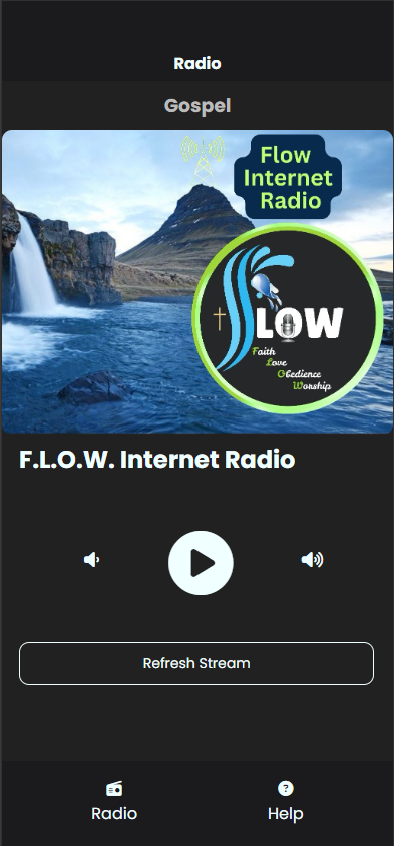 Radio
Gospel
Flow
Internet
Radio
FLOW
Faith
Love
Obedience
Worship
F.L.O.W. Internet Radio
Refresh Stream
Radio
Help